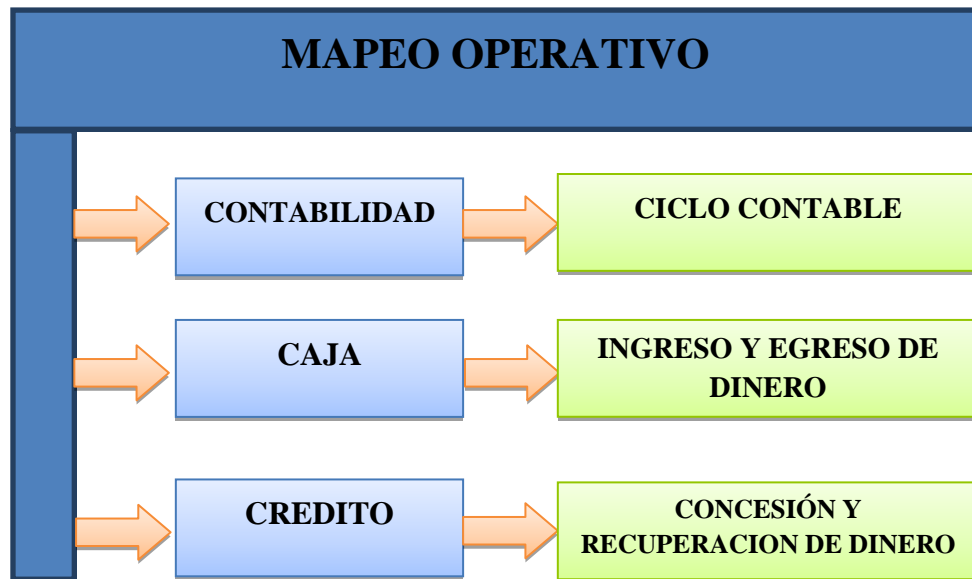 MAPEO OPERATIVO
CONTABILIDAD
CICLO CONTABLE
CAJA
INGRESO Y EGRESO DE
DINERO
CREDITO
CONCESIÓN Y
RECUPERACION DE DINERO